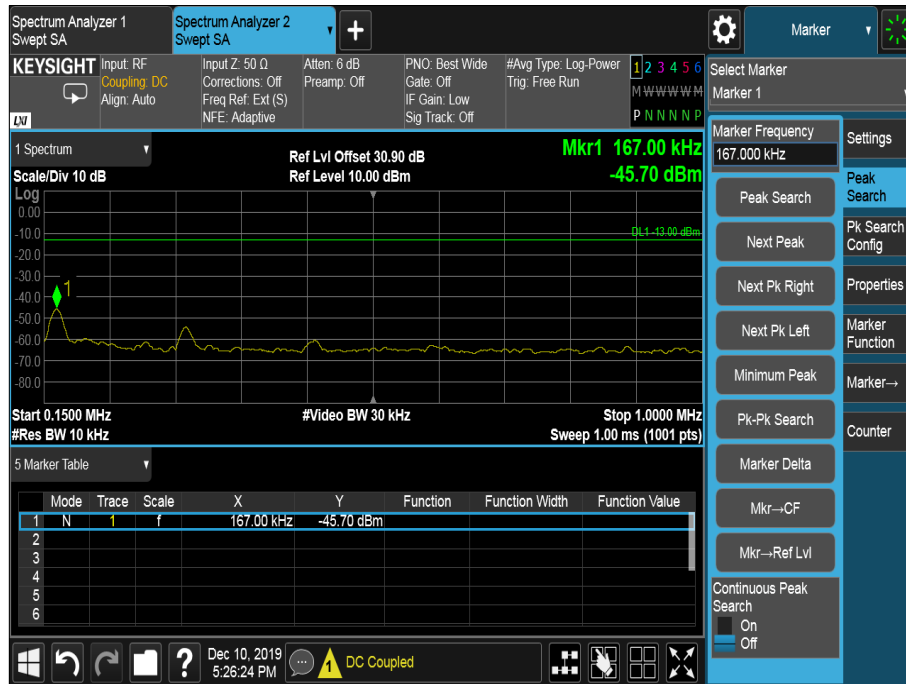 Spectrum Analyzer 1
Swept SA
Spectrum Analyzer 2
Swept SA
Marker
KEYSIGHT
LXI
Input: RF
Coupling: DC
Align: Auto
Input Z: 50 Ω
Corrections: Off
Freq Ref: Ext (S)
NFE: Adaptive
Atten: 6 dB
Preamp: Off
PNO: Best Wide
Gate: Off
IF Gain: Low
Sig Track: Off
#Avg Type: Log-Power
Trig: Free Run
1 2 3 4 5 6
M W W W W M
P N N N N P
Select Marker
Marker 1
1 Spectrum
Scale/Div 10 dB
Ref Lvl Offset 30.90 dB
Ref Level 10.00 dBm
Mkr1 167.00 kHz
-45.70 dBm
Log
0.00
-10.0
-20.0
-30.0
-40.0
-50.0
-60.0
-70.0
-80.0
DL1 -13.00 dBm
1
Start 0.1500 MHz
#Video BW 30 kHz
Stop 1.0000 MHz
#Res BW 10 kHz
Sweep 1.00 ms (1001 pts)
5 Marker Table
Mode Trace Scale X Y Function Function Width Function Value
1 N 1 f 167.00 kHz -45.70 dBm
2
3
4
5
6
Marker Frequency
167.000 kHz
Peak Search
Next Peak
Next Pk Right
Next Pk Left
Minimum Peak
Pk-Pk Search
Marker Delta
Mkr→CF
Mkr→Ref Lvl
Continuous Peak
Search
On
Off
Settings
Peak
Search
Pk Search
Config
Properties
Marker
Function
Marker→
Counter
?
Dec 10, 2019
5:26:24 PM
1
DC Coupled